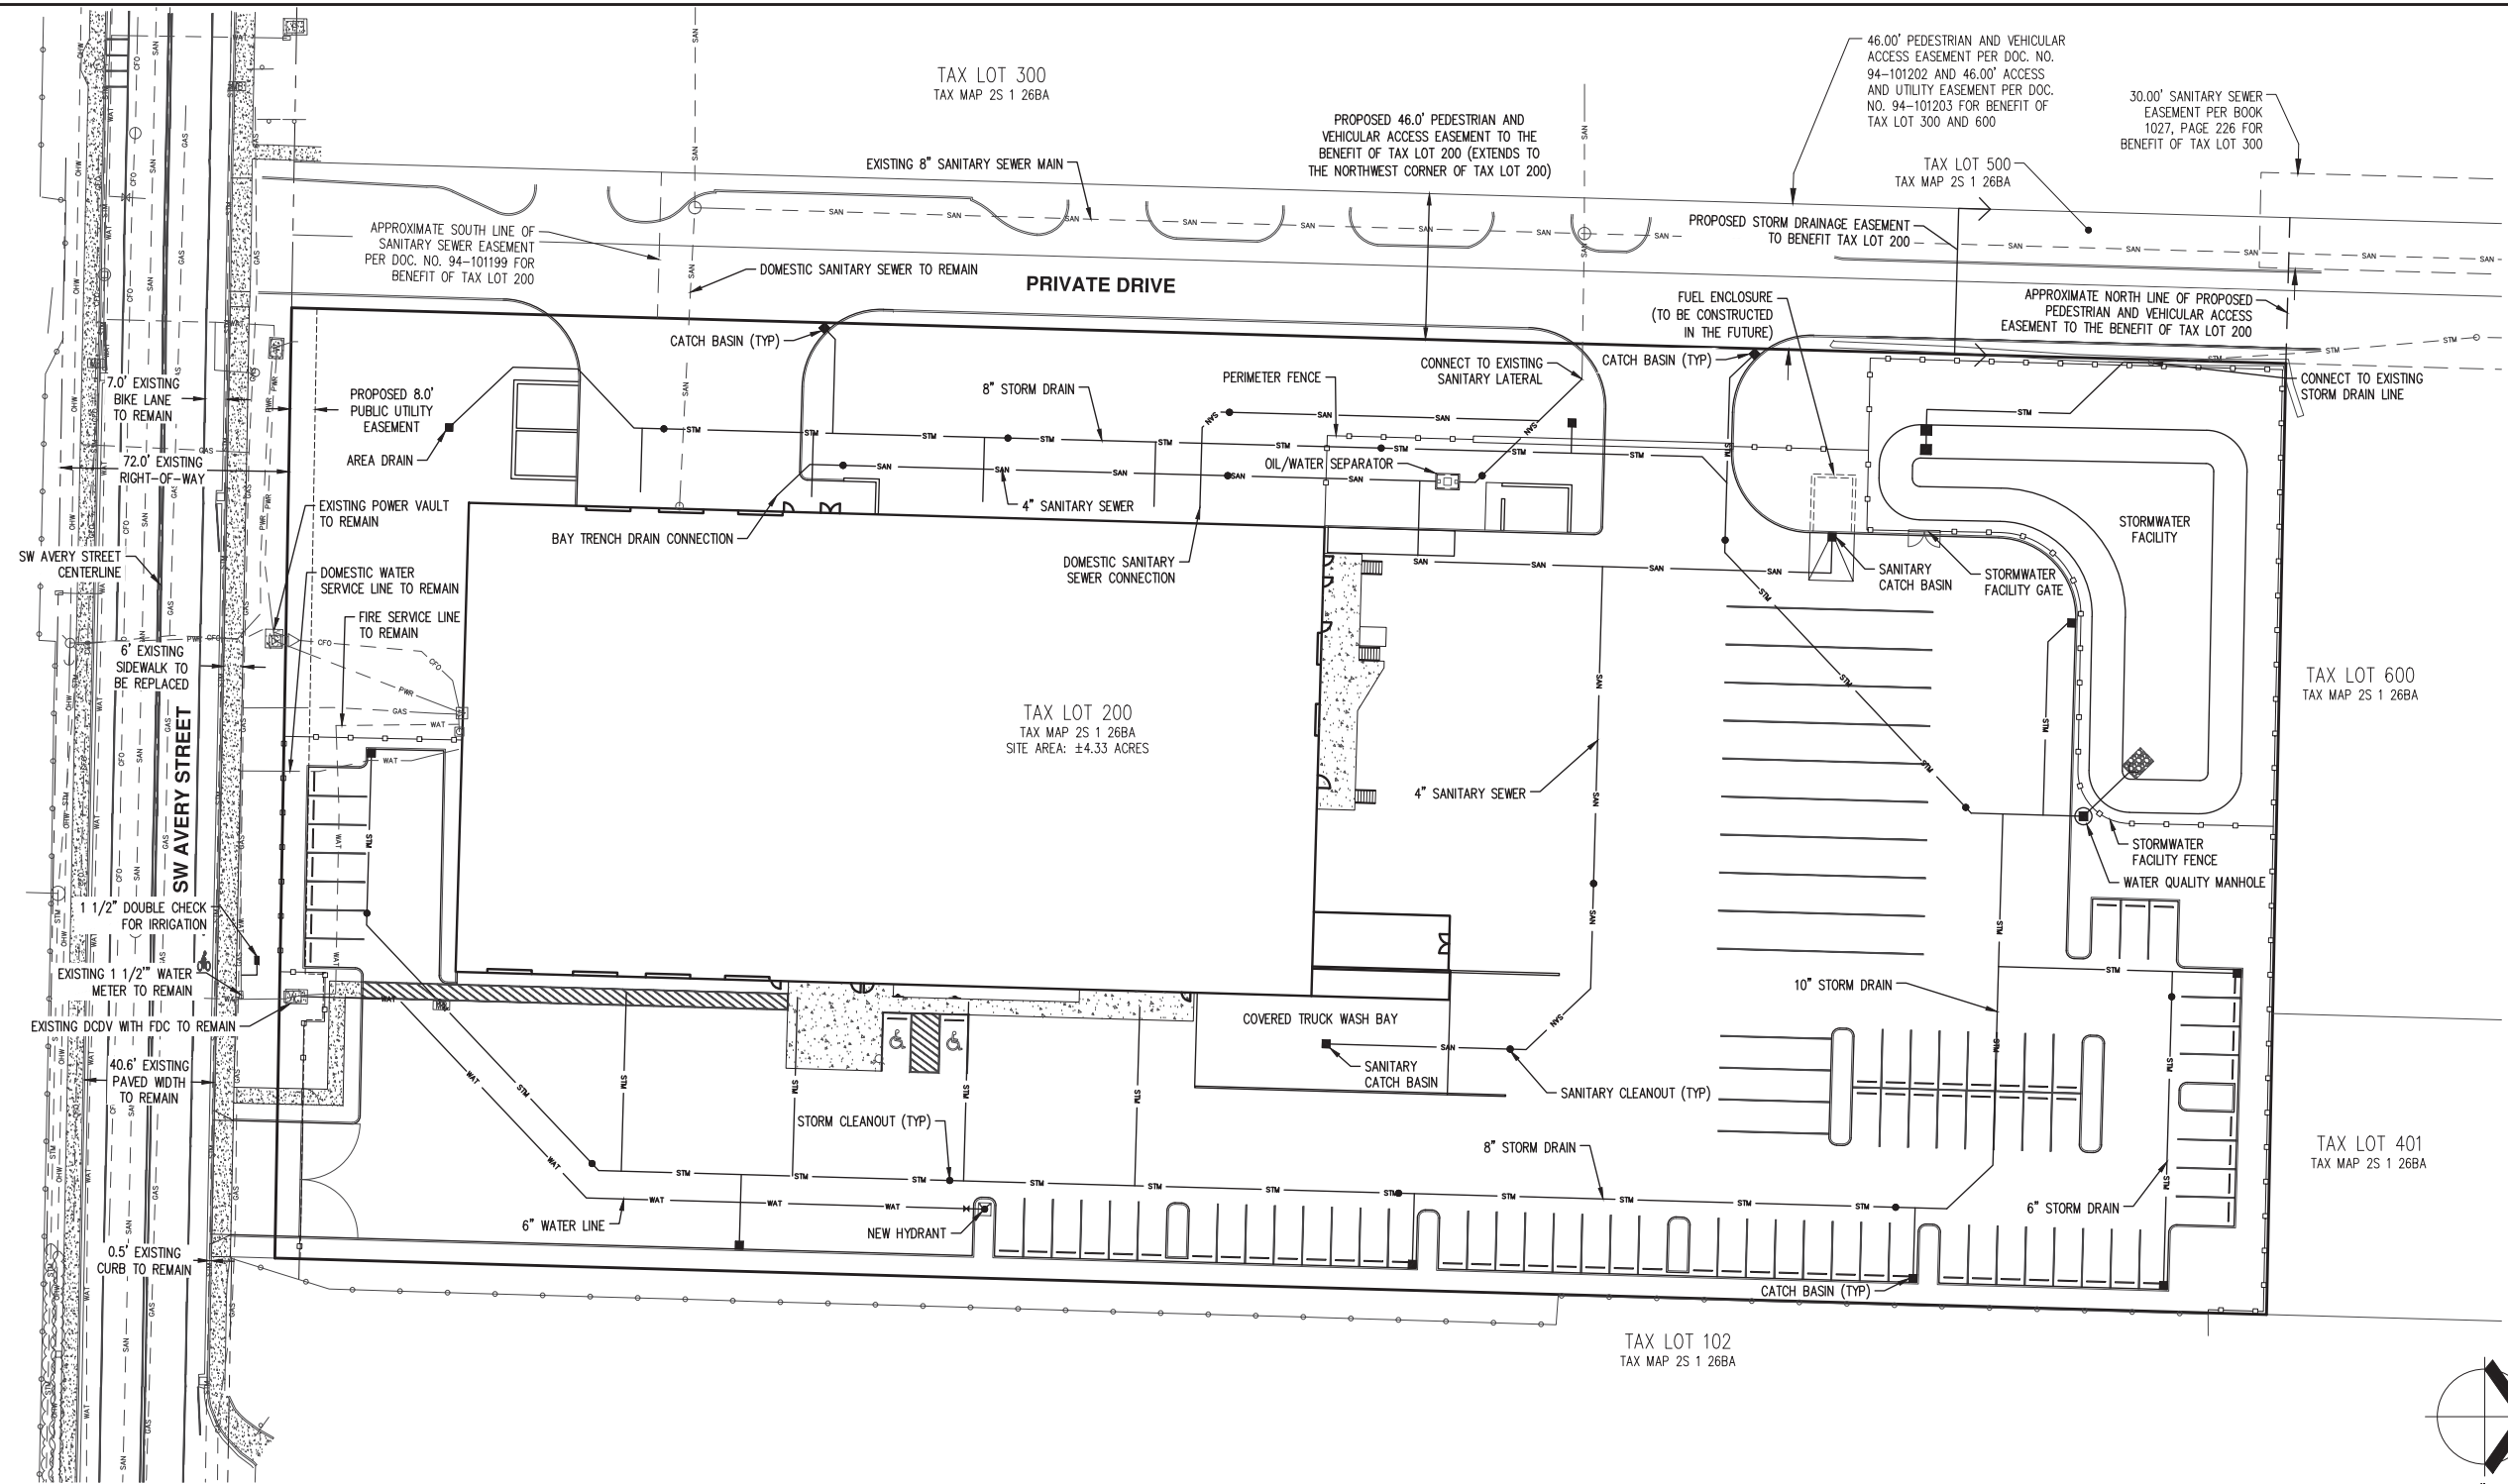 TAX LOT 300
TAX MAP 2S 1 26BA
46.00' PEDESTRIAN AND VEHICULAR
ACCESS EASEMENT PER DOC. NO.
94-101202 AND 46.00' ACCESS
AND UTILITY EASEMENT PER DOC.
NO. 94-101203 FOR BENEFIT OF
TAX LOT 300 AND 600
30.00' SANITARY SEWER
EASEMENT PER BOOK
1027, PAGE 226 FOR
BENEFIT OF TAX LOT 300
PROPOSED 46.0' PEDESTRIAN AND
VEHICULAR ACCESS EASEMENT TO THE
BENEFIT OF TAX LOT 200 (EXTENDS TO
THE NORTHWEST CORNER OF TAX LOT 200)
EXISTING 8" SANITARY SEWER MAIN
TAX LOT 500
TAX MAP 2S 1 26BA
APPROXIMATE SOUTH LINE OF
SANITARY SEWER EASEMENT
PER DOC. NO. 94-101199 FOR
BENEFIT OF TAX LOT 200
PROPOSED STORM DRAINAGE EASEMENT
TO BENEFIT TAX LOT 200
DOMESTIC SANITARY SEWER TO REMAIN
PRIVATE DRIVE
FUEL ENCLOSURE
(TO BE CONSTRUCTED
IN THE FUTURE)
APPROXIMATE NORTH LINE OF PROPOSED
PEDESTRIAN AND VEHICULAR ACCESS
EASEMENT TO THE BENEFIT OF TAX LOT 200
CATCH BASIN (TYP)
CATCH BASIN (TYP)
CONNECT TO EXISTING
SANITARY LATERAL
PERIMETER FENCE
8" STORM DRAIN
CONNECT TO EXISTING
STORM DRAIN LINE
7.0' EXISTING
BIKE LANE
TO REMAIN
PROPOSED 8.0'
PUBLIC UTILITY
EASEMENT
AREA DRAIN
72.0' EXISTING
RIGHT-OF-WAY
OIL/WATER SEPARATOR
EXISTING POWER VAULT
TO REMAIN
4" SANITARY SEWER
BAY TRENCH DRAIN CONNECTION
STORMWATER
FACILITY
SW AVERY STREET
CENTERLINE
DOMESTIC WATER
SERVICE LINE TO REMAIN
DOMESTIC SANITARY
SEWER CONNECTION
SANITARY
CATCH BASIN
STORMWATER
FACILITY GATE
FIRE SERVICE LINE
TO REMAIN
6' EXISTING
SIDEWALK TO
BE REPLACED
TAX LOT 600
TAX MAP 2S 1 26BA
TAX LOT 200
TAX MAP 2S 1 26BA
SITE AREA: ±4.33 ACRES
SW AVERY STREET
4" SANITARY SEWER
STORMWATER
FACILITY FENCE
WATER QUALITY MANHOLE
1 1/2" DOUBLE CHECK
FOR IRRIGATION
EXISTING 1 1/2'" WATER
METER TO REMAIN
10" STORM DRAIN
EXISTING DCDV WITH FDC TO REMAIN
COVERED TRUCK WASH BAY
40.6' EXISTING
PAVED WIDTH
TO REMAIN
SANITARY
CATCH BASIN
SANITARY CLEANOUT (TYP)
STORM CLEANOUT (TYP)
8" STORM DRAIN
TAX LOT 401
TAX MAP 2S 1 26BA
6" WATER LINE
NEW HYDRANT
6" STORM DRAIN
0.5' EXISTING
CURB TO REMAIN
CATCH BASIN (TYP)
TAX LOT 102
TAX MAP 2S 1 26BA